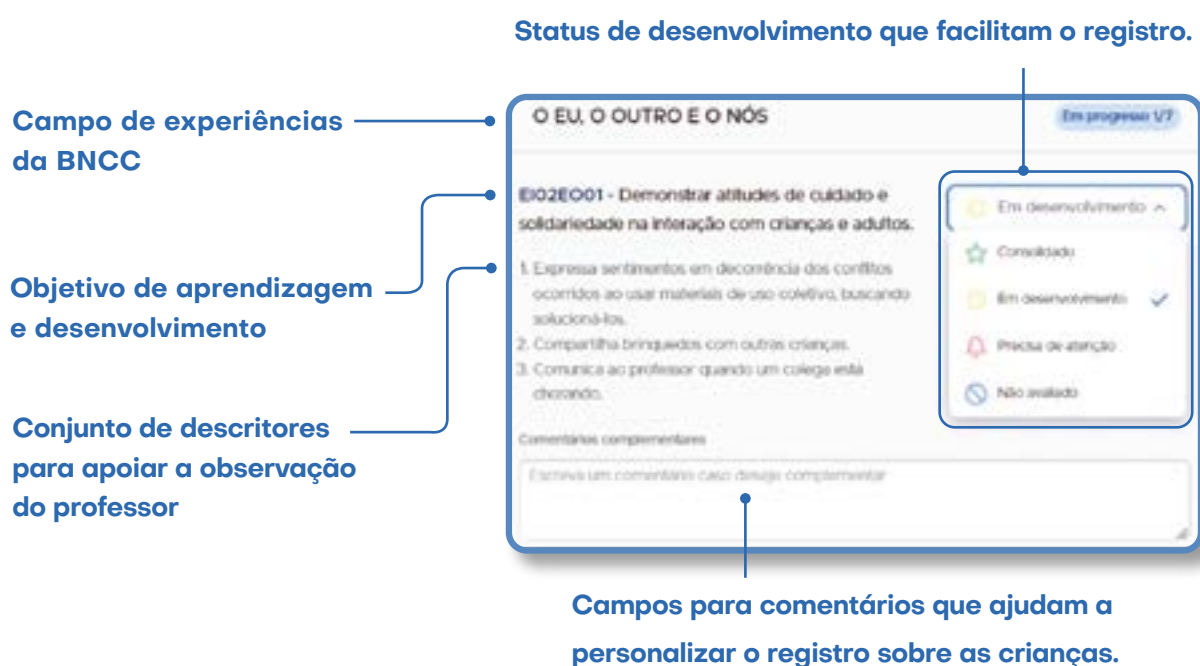 Status de desenvolvimento que facilitam o registro.
Campo de experiências
da BNCC
O EU, O OUTRO E O NÓS
Em progresso 1/7
EI02EO01 - Demonstrar atitudes de cuidado e
solidariedade na interação com crianças e adultos.
Em desenvolvimento
Consolidado
Em desenvolvimento
Precisa de atenção
Não avaliado
Objetivo de aprendizagem
e desenvolvimento
1. Expressa sentimentos em decorrência dos conflitos
ocorridos ao usar materiais de uso coletivo, buscando
solucioná-los.
2. Compartilha brinquedos com outras crianças.
3. Comunica ao professor quando um colega está
chorando.
Conjunto de descritores
para apoiar a observação
do professor
Comentários complementares
Escreva um comentário caso deseje complementar
Campos para comentários que ajudam a
personalizar o registro sobre as crianças.